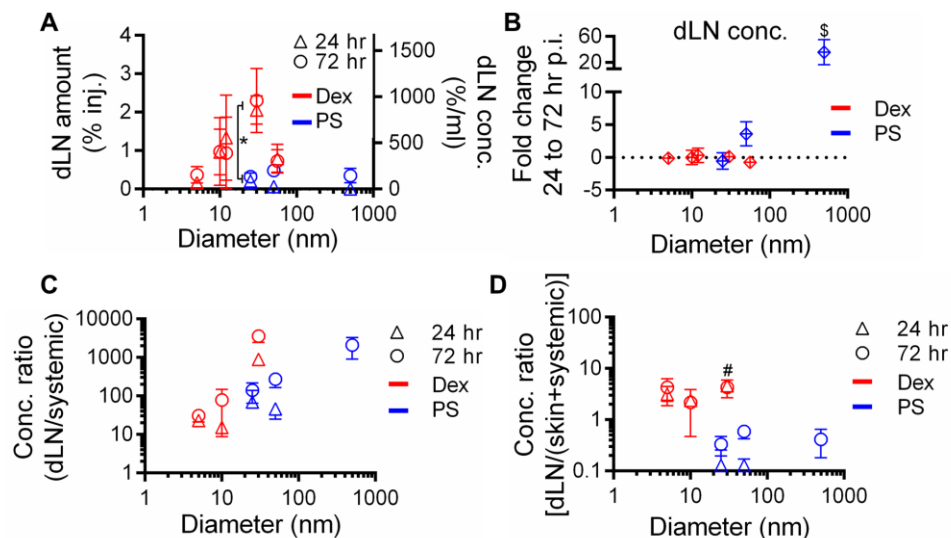 A
dLN amount
(% inj.)
4
3
2
1
0
1
10
100
1000
Diameter (nm)
24 hr
72 hr
Dex
PS
*
1500
1000
500
0
dLN conc.
(%/ml)
B
dLN conc.
Fold change
24 to 72 hr p.i.
60
30
10
5
0
-5
1
10
100
1000
Diameter (nm)
$
Dex
PS
C
Conc. ratio
(dLN/systemic)
10000
1000
100
10
1
1
10
100
1000
Diameter (nm)
24 hr
72 hr
Dex
PS
D
Conc. ratio
[dLN/(skin+systemic)]
100
10
1
0.1
1
10
100
1000
Diameter (nm)
#
24 hr
72 hr
Dex
PS